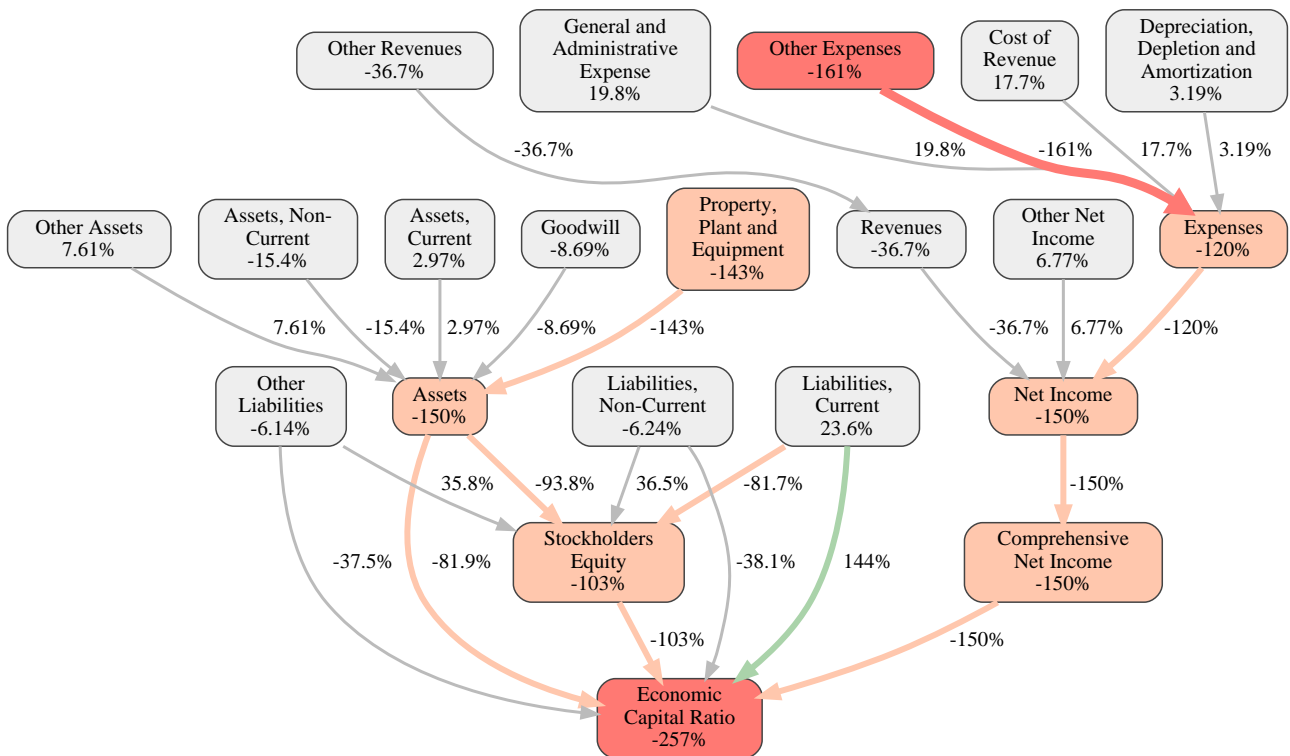 Other Revenues
-36.7%
General and
Administrative
Expense
19.8%
Other Expenses
-161%
Cost of
Revenue
17.7%
Depreciation,
Depletion and
Amortization
3.19%
-36.7%
19.8%
-161%
17.7%
3.19%
Other Assets
7.61%
Assets, Non-
Current
-15.4%
Assets,
Current
2.97%
Goodwill
-8.69%
Property,
Plant and
Equipment
-143%
Revenues
-36.7%
Other Net
Income
6.77%
Expenses
-120%
7.61%
-15.4%
2.97%
-8.69%
-143%
-36.7%
6.77%
-120%
Other
Liabilities
-6.14%
Assets
-150%
Liabilities,
Non-Current
-6.24%
Liabilities,
Current
23.6%
Net Income
-150%
35.8%
-93.8%
36.5%
-81.7%
-150%
Stockholders
Equity
-103%
Comprehensive
Net Income
-150%
-37.5%
-81.9%
-38.1%
144%
-103%
-150%
Economic
Capital Ratio
-257%